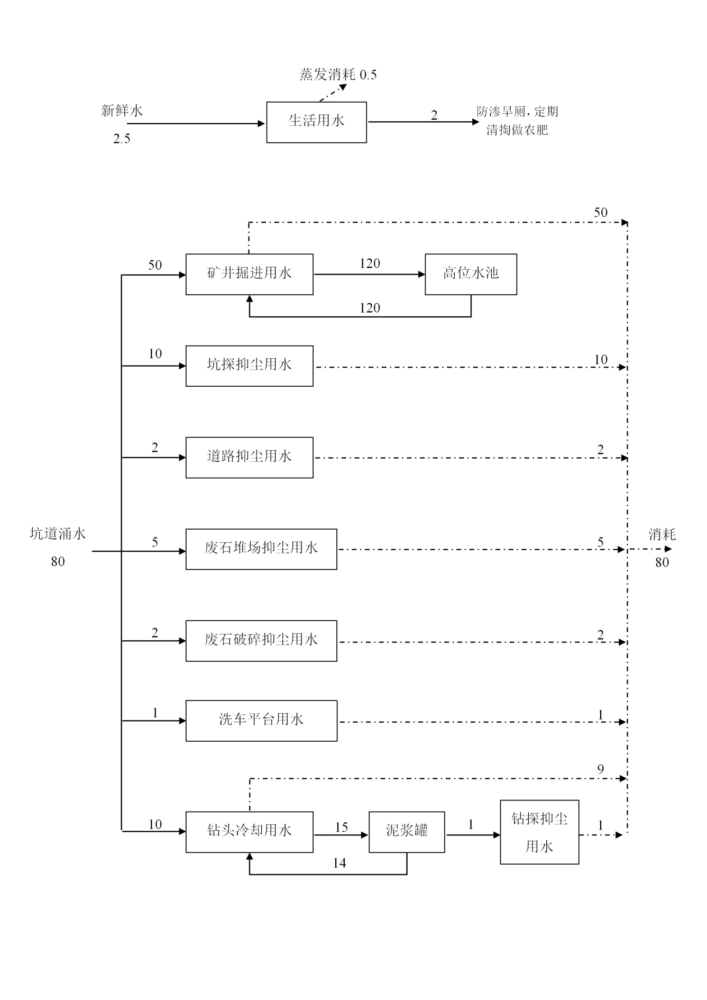 蒸发消耗 0.5
新鲜水
2.5
生活用水
2
防渗旱厕，定期
清掏做农肥
50
50
矿井掘进用水
120
高位水池
120
10
坑探抑尘用水
10
2
道路抑尘用水
2
坑道涌水
80
5
废石堆场抑尘用水
5
消耗
80
2
废石破碎抑尘用水
2
1
洗车平台用水
1
9
10
钻头冷却用水
15
泥浆罐
1
钻探抑尘
用水
1
14